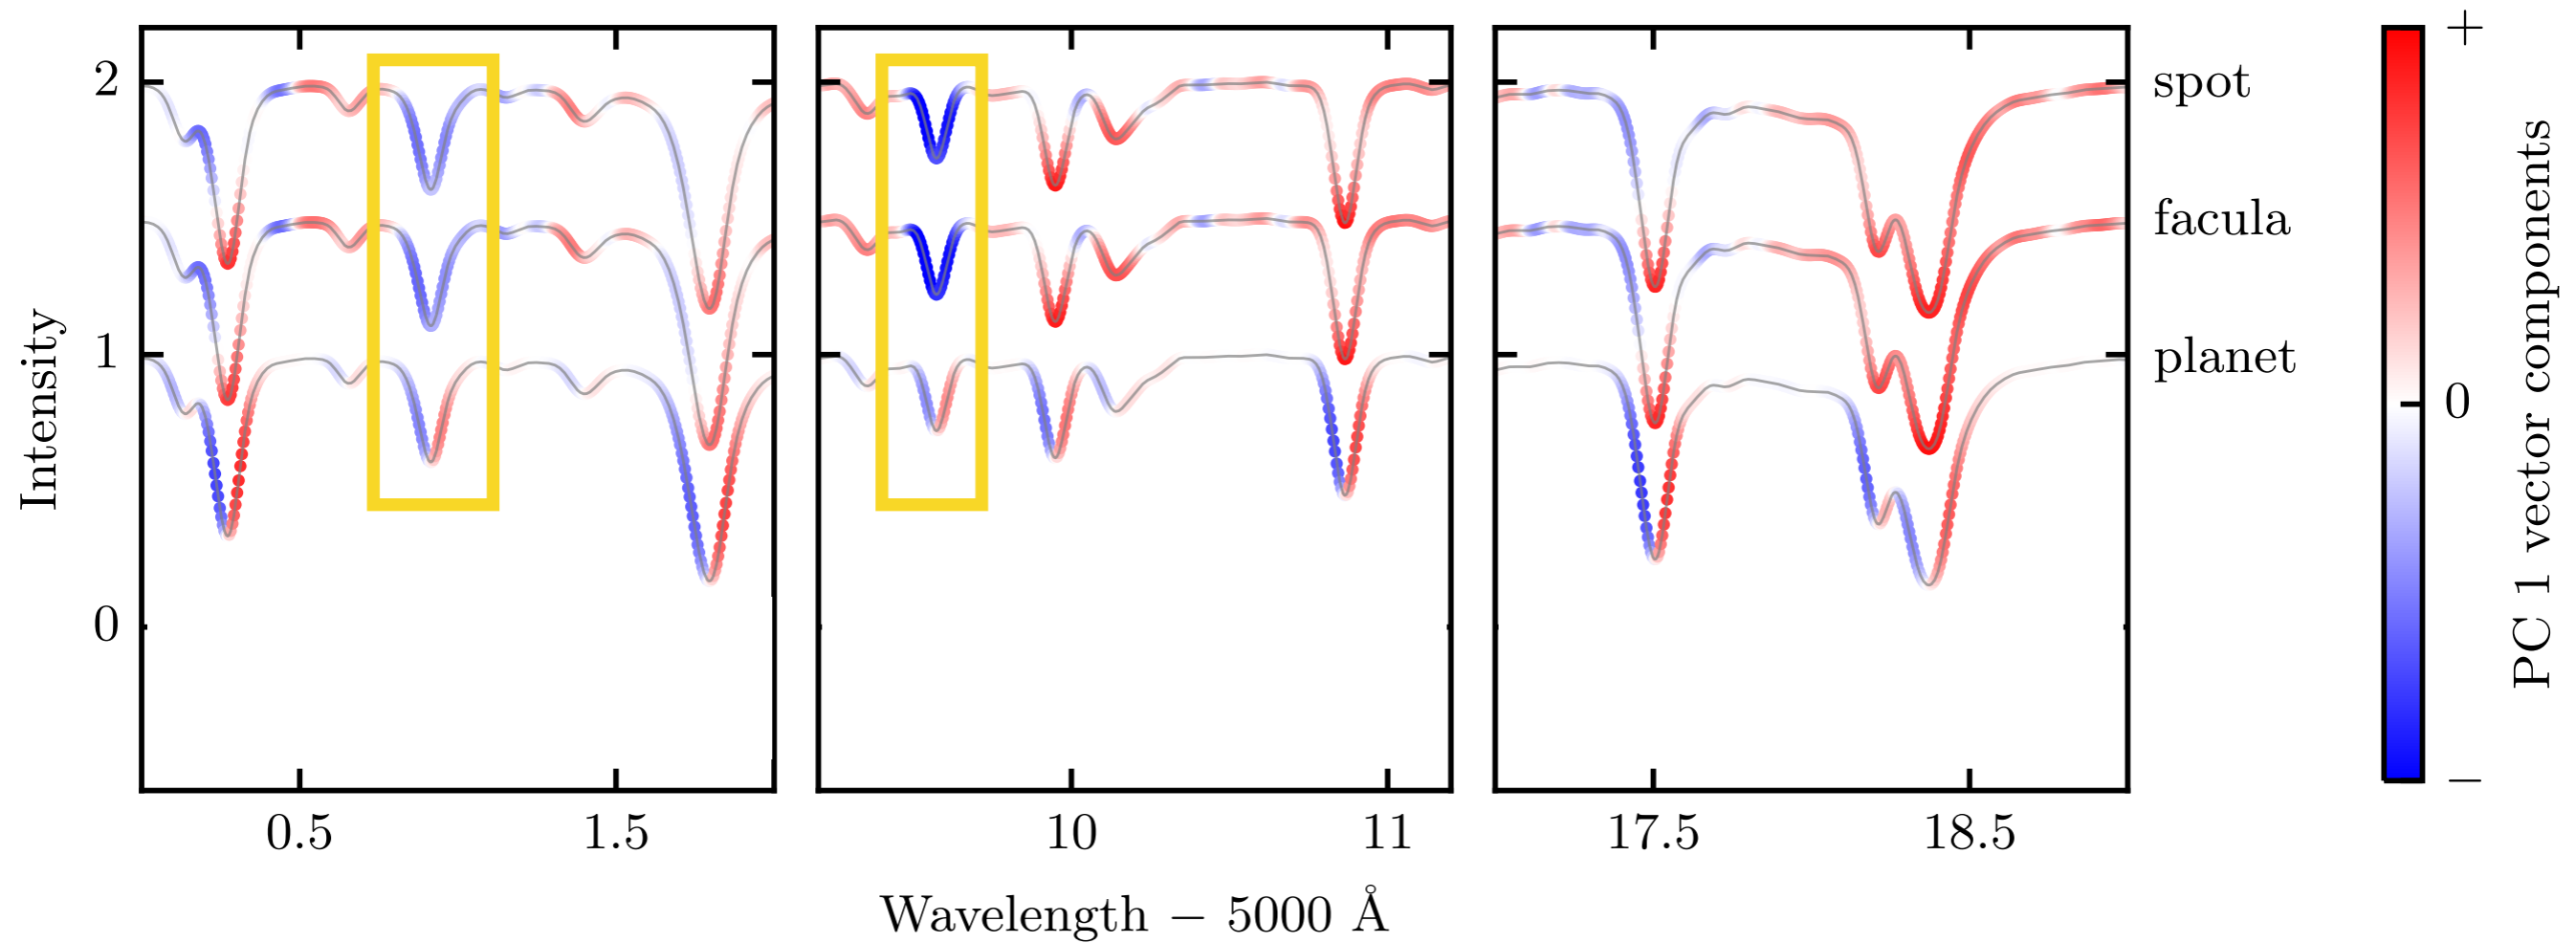 Intensity
2
1
0
0.5
1.5
10
11
17.5
18.5
Wavelength − 5000 Å
spot
facula
planet
+
0
−
PC 1 vector components